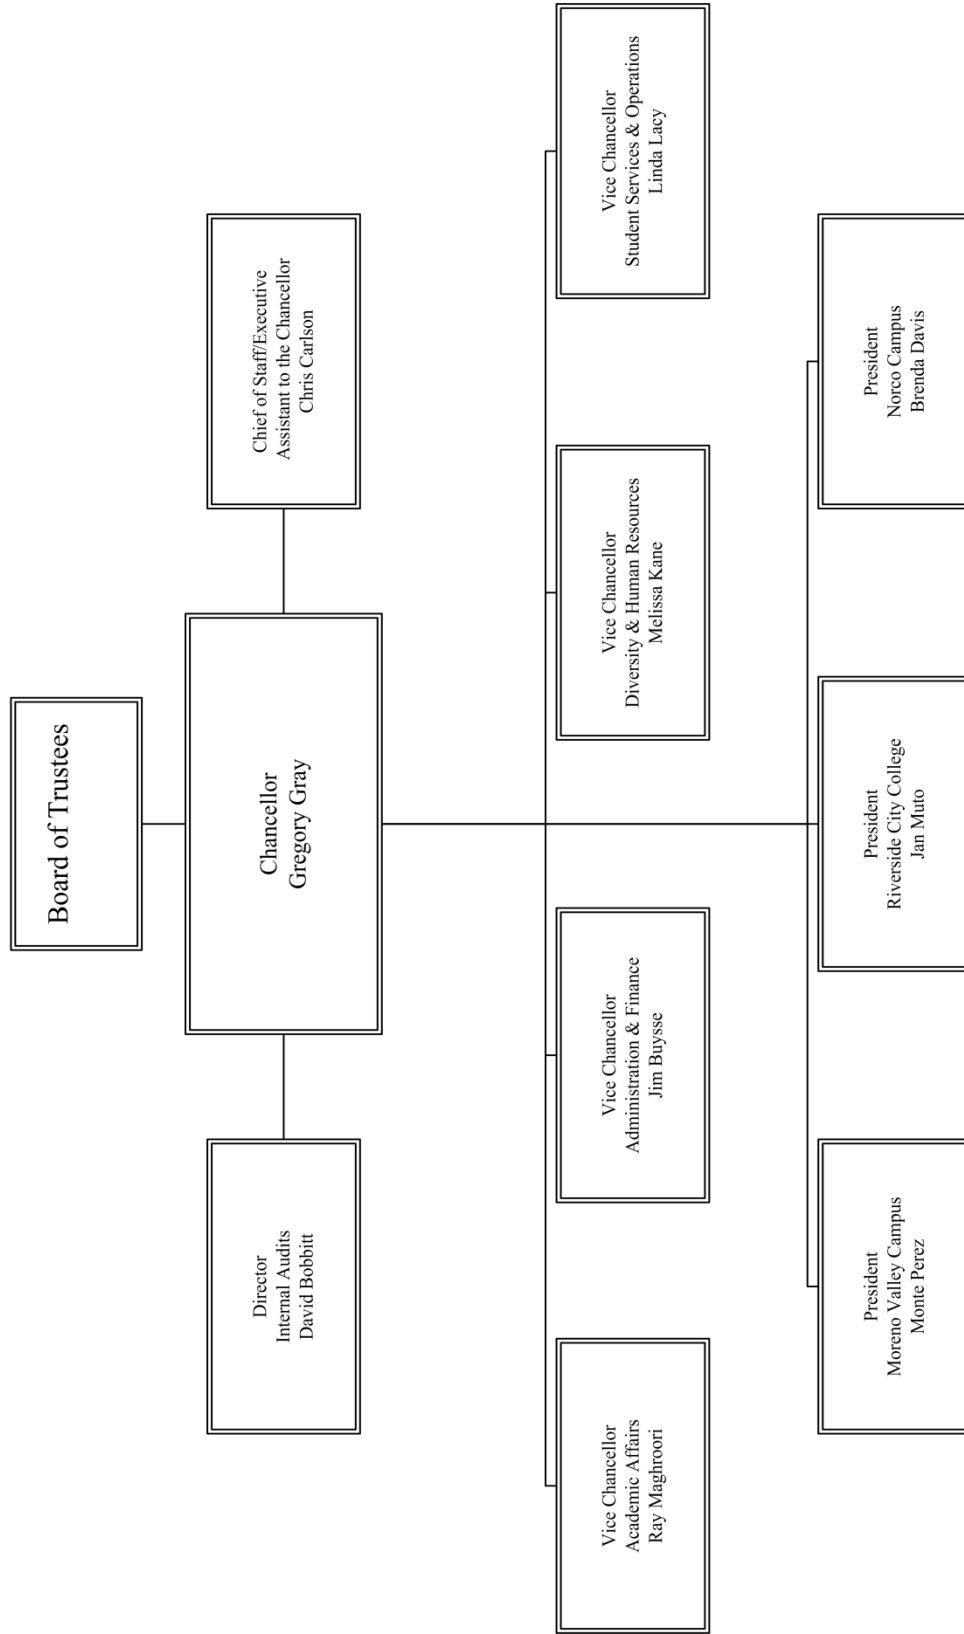 Board of Trustees
Chancellor
Gregory Gray
Director
Internal Audits
David Bobbitt
Chief of Staff/Executive
Assistant to the Chancellor
Chris Carlson
Vice Chancellor
Academic Affairs
Ray Maghroori
Vice Chancellor
Administration & Finance
Jim Buysse
Vice Chancellor
Diversity & Human Resources
Melissa Kane
Vice Chancellor
Student Services & Operations
Linda Lacy
President
Moreno Valley Campus
Monte Perez
President
Riverside City College
Jan Muto
President
Norco Campus
Brenda Davis